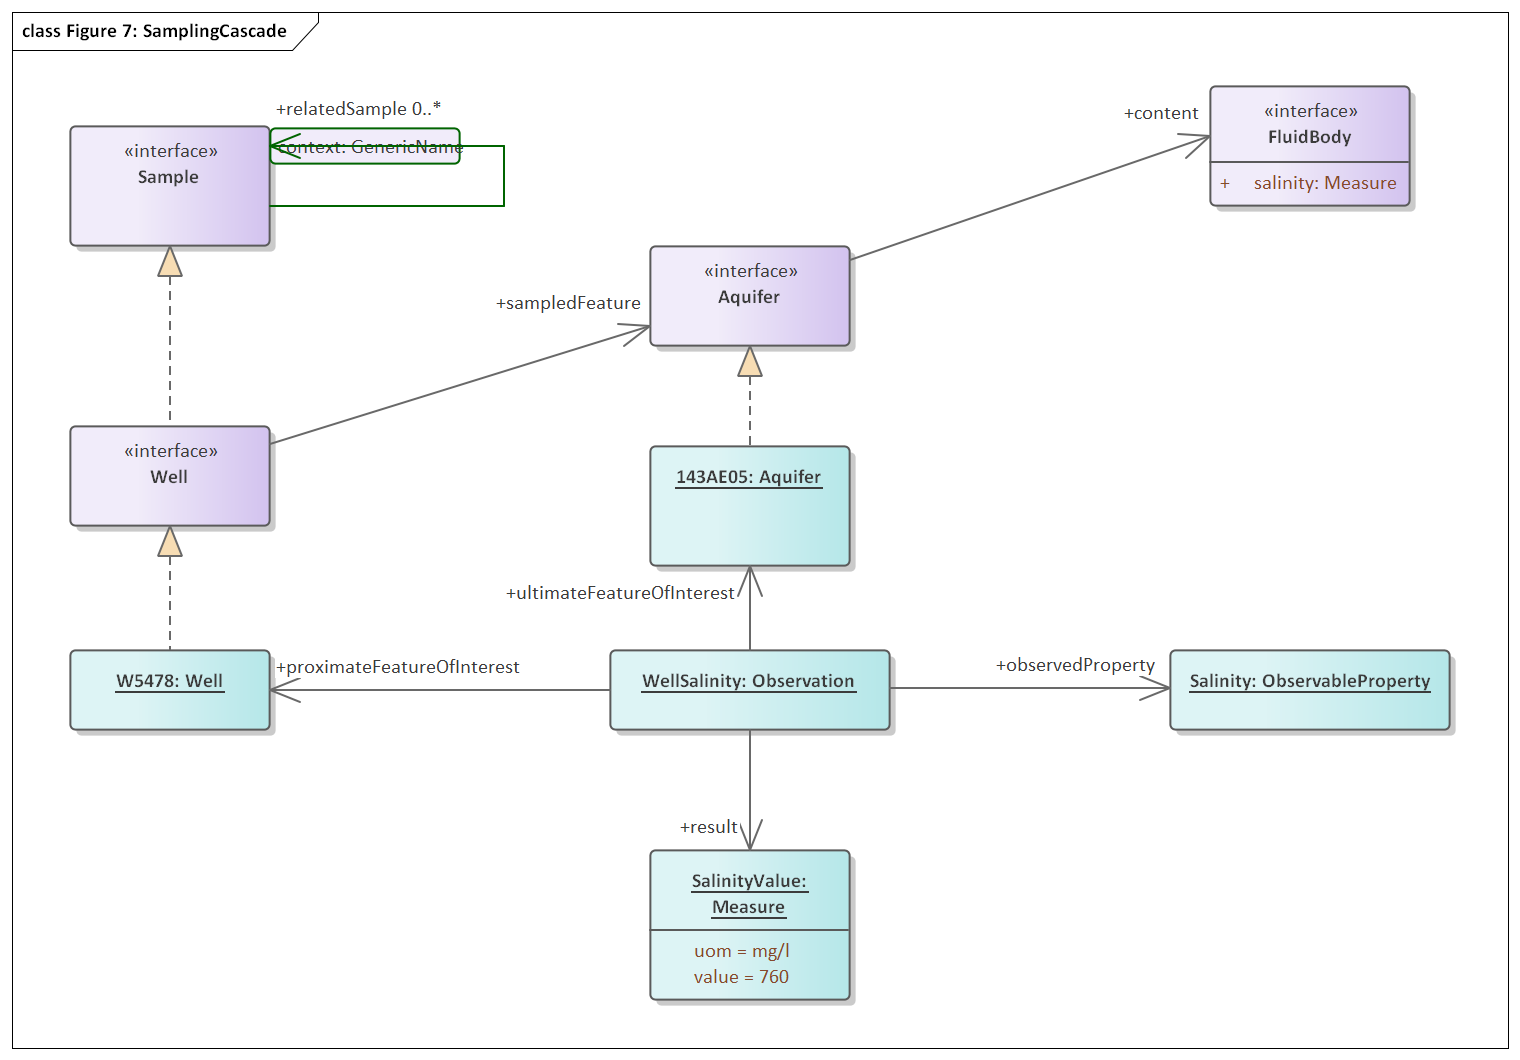 class Figure 7: SamplingCascade
+relatedSample 0..*
«interface»
Sample
context: GenericName
+content
«interface»
FluidBody
+ salinity: Measure
«interface»
Aquifer
+sampledFeature
«interface»
Well
143AE05: Aquifer
+ultimateFeatureOfInterest
W5478: Well
+proximateFeatureOfInterest
WellSalinity: Observation
+observedProperty
Salinity: ObservableProperty
+result
SalinityValue:
Measure
uom = mg/l
value = 760